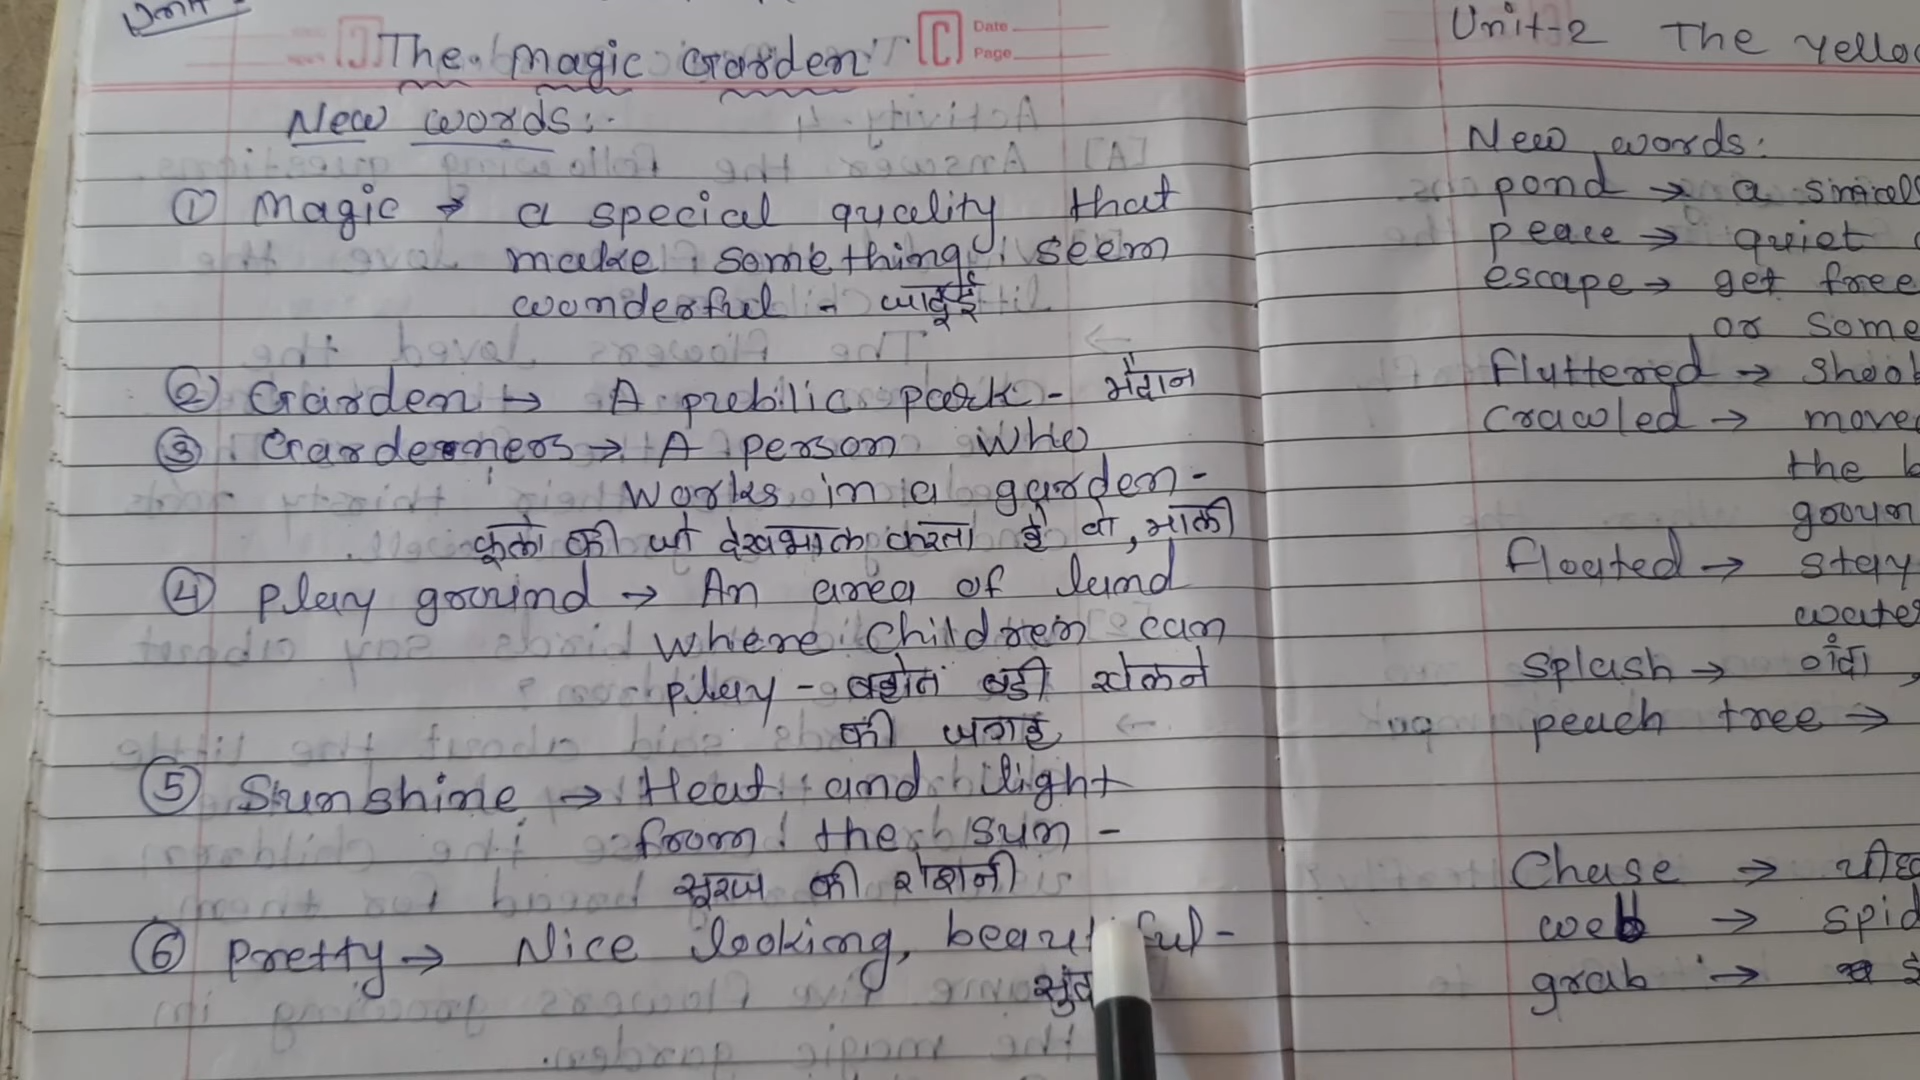 Unit-
The Magic Garden
Date
Page
New words:-
① Magic → a special quality that
make something seem
wonderful - जादूई
② Garden → A public park - मैदान
③ Gardeners → A person Who
Works in a garden -
फूलो की जो देखभाल करता है वो, माली
④ Play ground → An area of land
where children can
play - बहोत बडी खेलने
की जगह
⑤ Sunshine → Heat and light
from the sun -
सूरज की रोशनी
⑥ Pretty → Nice looking, beautiful -
Unit-2 The Yello
New words:
pond → a small
peace → quiet
escape → get free
or some
Fluttered → shook
Crawled → move
the
groun
Floated → stay
water
Splash →
peach tree →
Chase →
web → spid
grab →